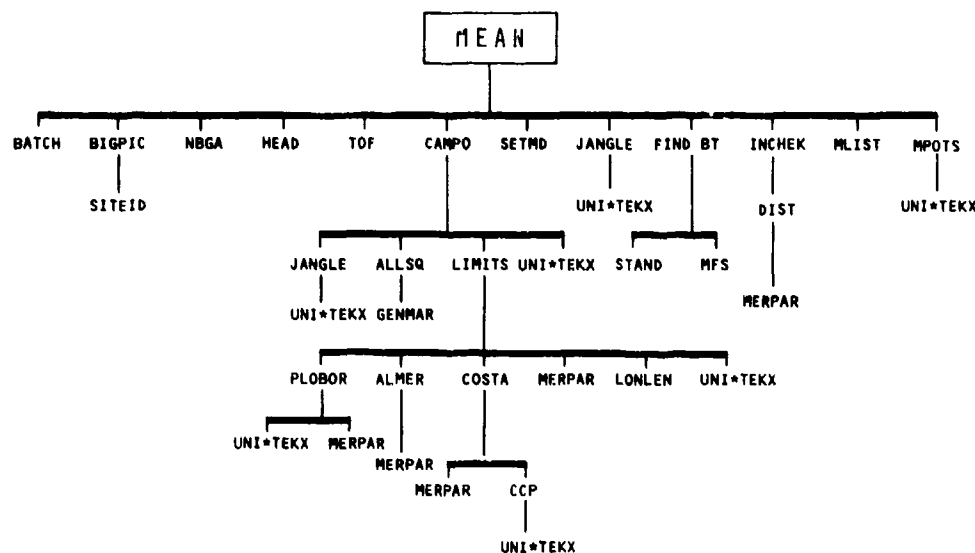 MEAN
BATCH BIGPIC NBGA HEAD TOF CAMPO SETMD JANGLE FIND BT INCHEK MLIST MPOTS
SITEID UNI*TEKX DIST UNI*TEKX
JANGLE ALLSQ LIMITS UNI*TEKX STAND MFS
UNI*TEKX GENMAR MERPAR
PLOBOR ALMER COSTA MERPAR LONLEN UNI*TEKX
UNI*TEKX MERPAR
MERPAR
MERPAR CCP
UNI*TEKX